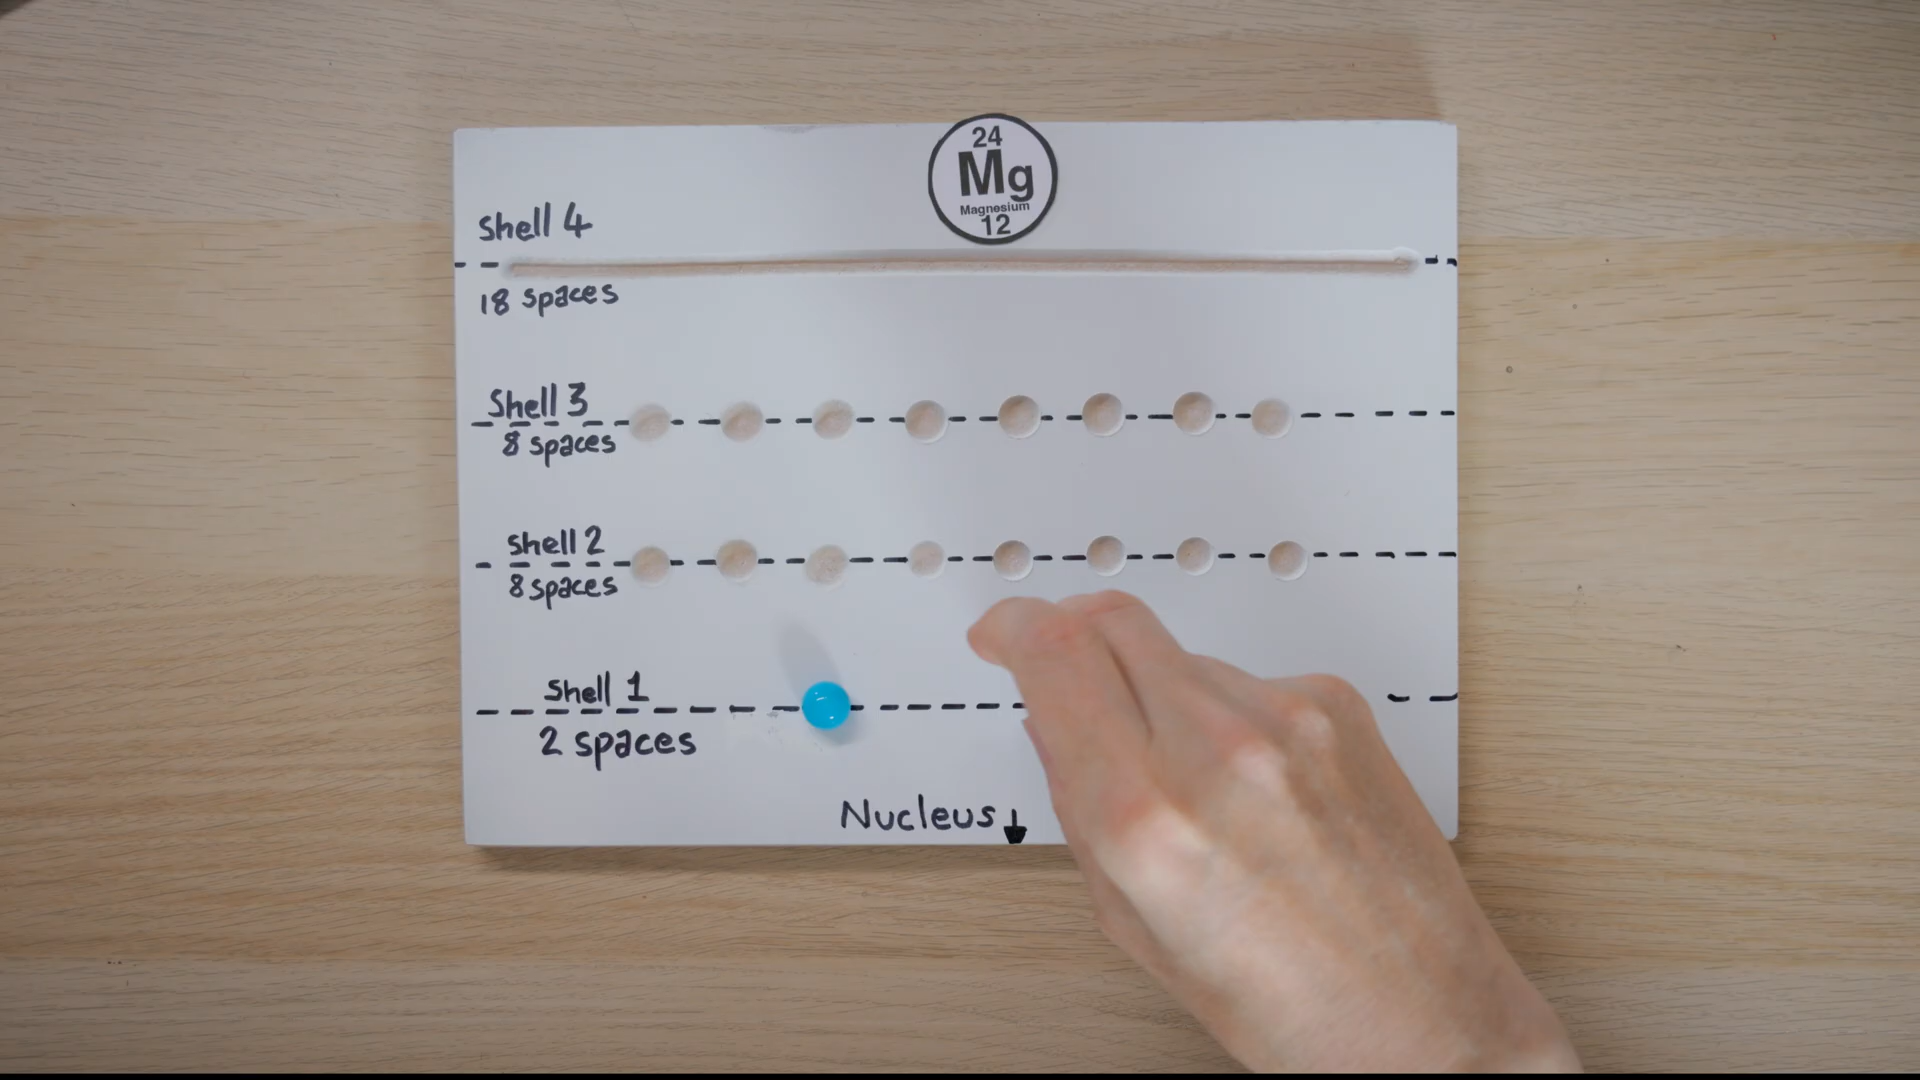 24
Mg
Magnesium
12
Shell 4
18 spaces
Shell 3
8 spaces
Shell 2
8 spaces
Shell 1
2 spaces
Nucleus